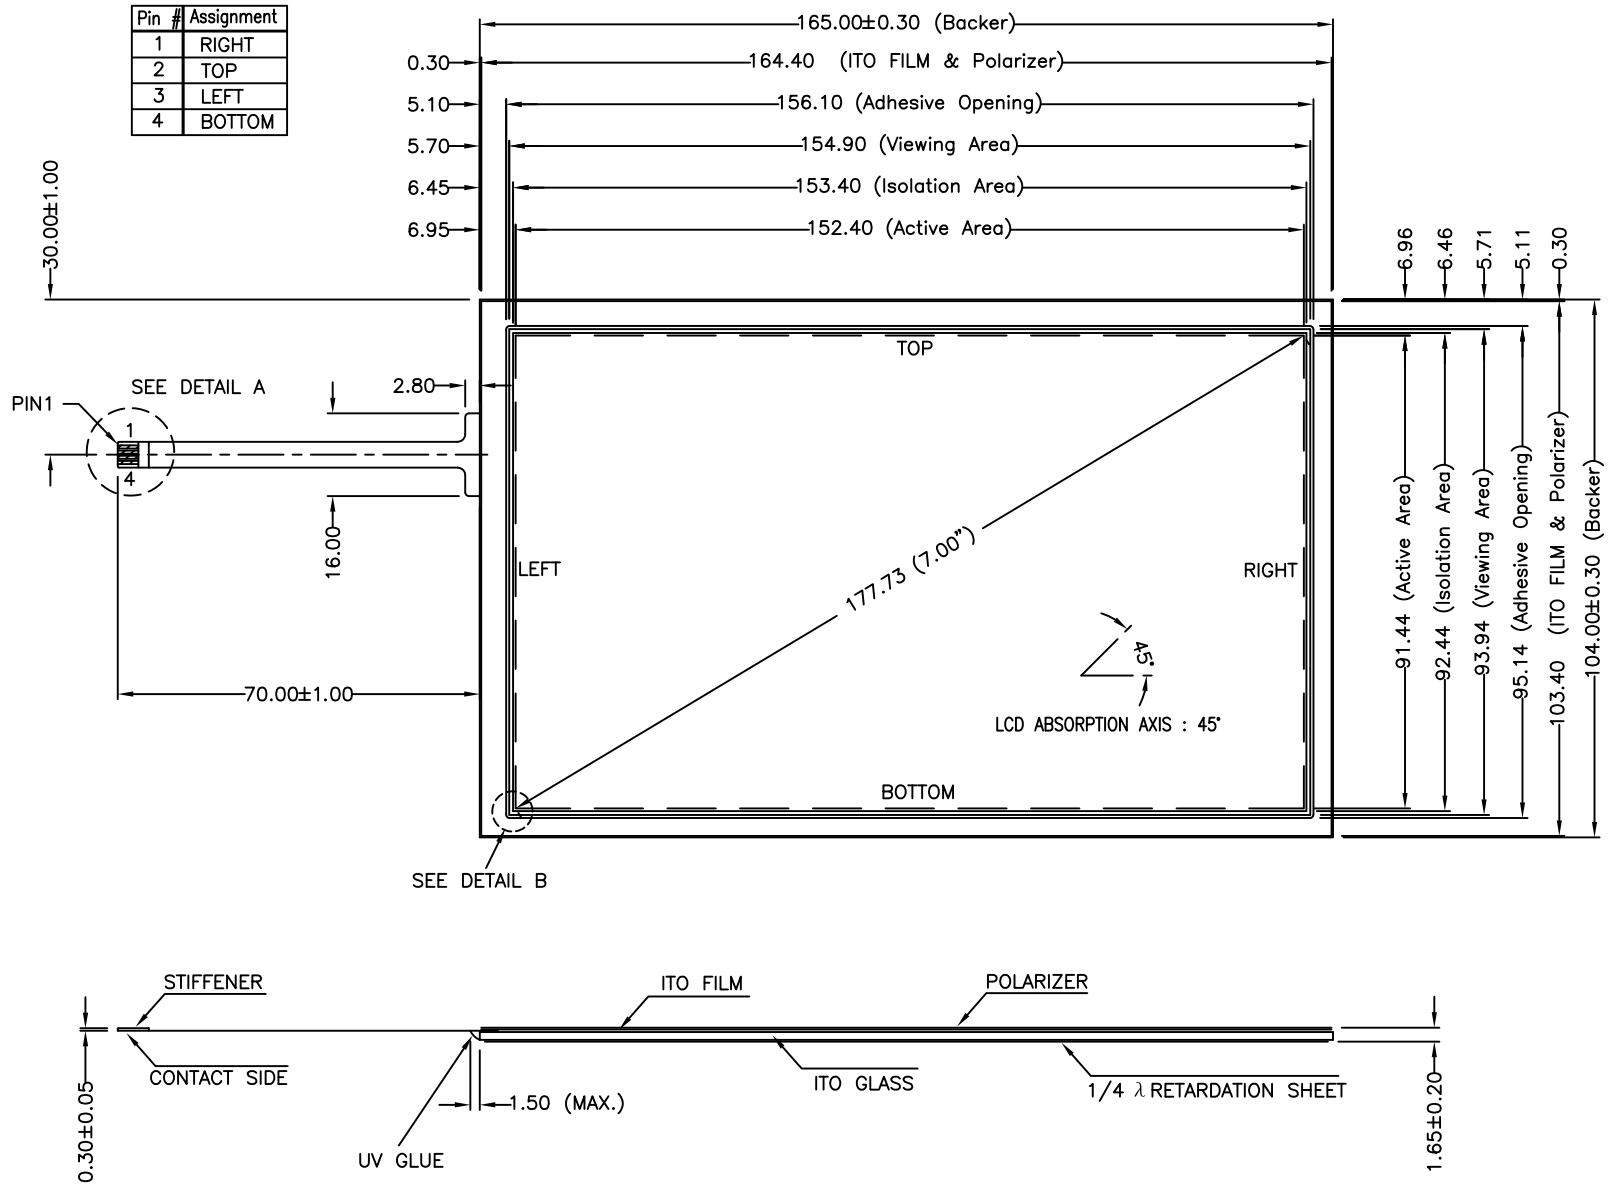 Pin # Assignment
1 RIGHT
2 TOP
3 LEFT
4 BOTTOM
165.00±0.30 (Backer)
0.30 164.40 (ITO FILM & Polarizer)
5.10 156.10 (Adhesive Opening)
5.70 154.90 (Viewing Area)
6.45 153.40 (Isolation Area)
6.95 152.40 (Active Area)
30.00±1.00
6.96
6.46
5.71
5.11
0.30
TOP
SEE DETAIL A
2.80
PIN1
1
4
16.00
LEFT
RIGHT
177.73 (7.00")
45°
LCD ABSORPTION AXIS : 45°
70.00±1.00
BOTTOM
SEE DETAIL B
91.44 (Active Area)
92.44 (Isolation Area)
93.94 (Viewing Area)
95.14 (Adhesive Opening)
103.40 (ITO FILM & Polarizer)
104.00±0.30 (Backer)
STIFFENER
ITO FILM
POLARIZER
CONTACT SIDE
ITO GLASS
1/4 λ RETARDATION SHEET
0.30±0.05
1.50 (MAX.)
1.65±0.20
UV GLUE